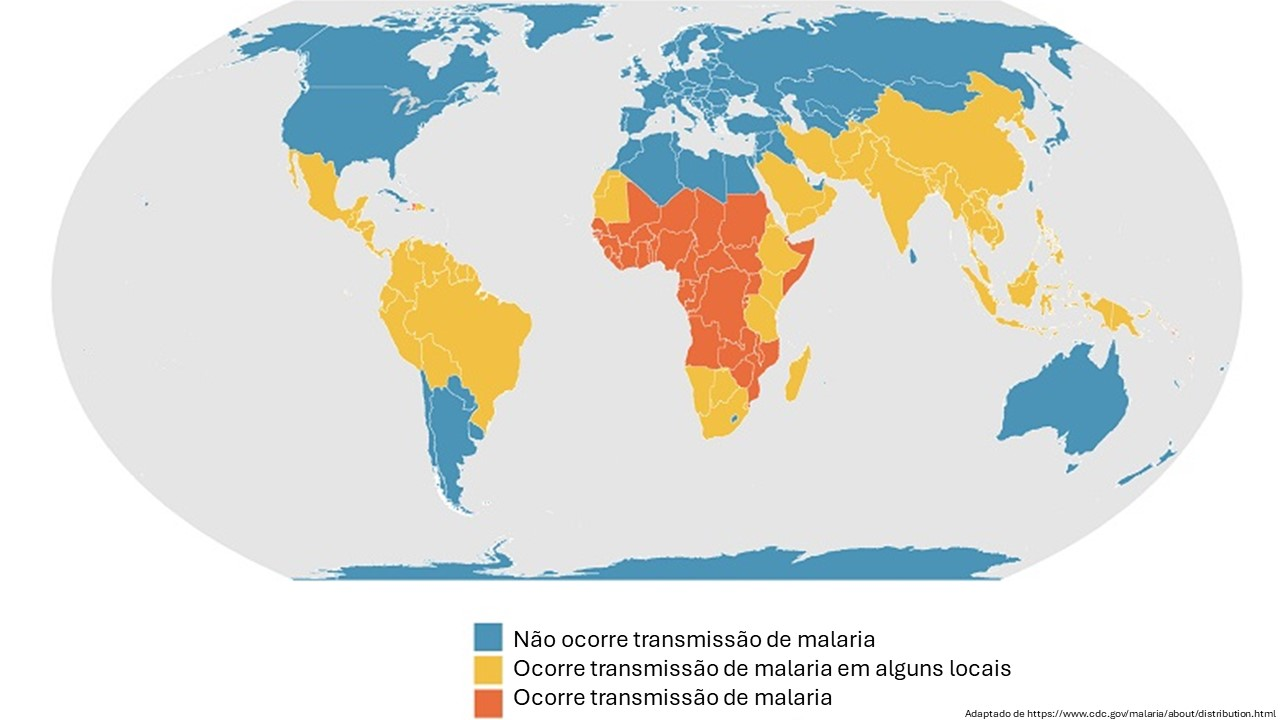 Não ocorre transmissão de malaria
Ocorre transmissão de malaria em alguns locais
Ocorre transmissão de malaria
Adaptado de https://www.cdc.gov/malaria/about/distribution.html